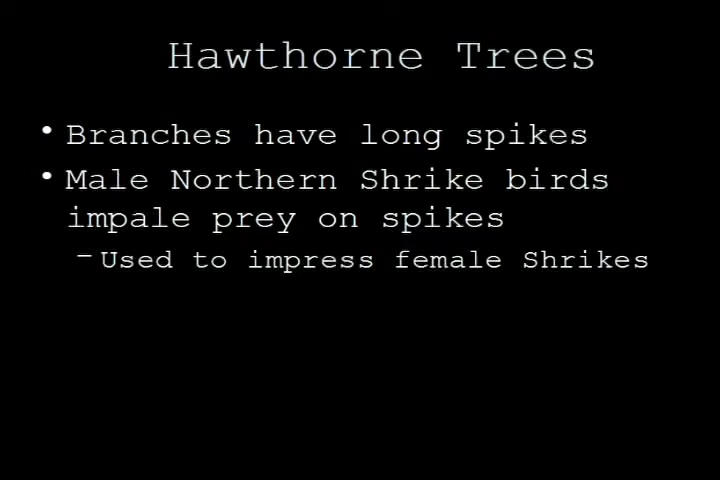 Hawthorne Trees
• Branches have long spikes
• Male Northern Shrike birds
impale prey on spikes
– Used to impress female Shrikes